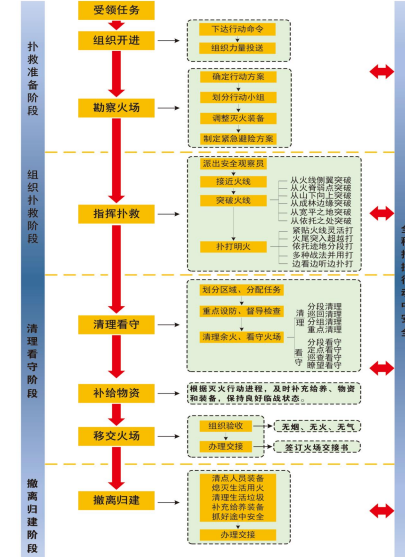 扑救准备阶段
受领任务
组织开进
下达行动命令
组织力量投送
勘察火场
确定行动方案
划分行动小组
调整灭火装备
制定紧急避险方案
组织扑救阶段
指挥扑救
派出安全观察员
接近火线
突破火线
从火线侧翼突破
从火脊弱点突破
从山下向上突破
从成林边缘突破
从宽平之地突破
从依托之处突破
扑打明火
紧贴火线灵活打
火尾突入超越打
依托迹地分段打
多种战法并用打
边看边听边扑打
清理看守阶段
清理看守
划分区域、分配任务
重点设防、督导检查
清理余火、看守火场
清理
分段清理
巡回清理
分组清理
重点清理
看守
分段看守
定点看守
巡查看守
瞭望看守
补给物资
根据灭火行动进程，及时补充给养、物资
和装备，保持良好临战状态。
移交火场
组织验收
无烟、无火、无气
办理交接
签订火场交接书
撤离归建阶段
撤离归建
清点人员装备
熄灭生活用火
清理生活垃圾
补充给养装备
抓好途中安全
办理交接